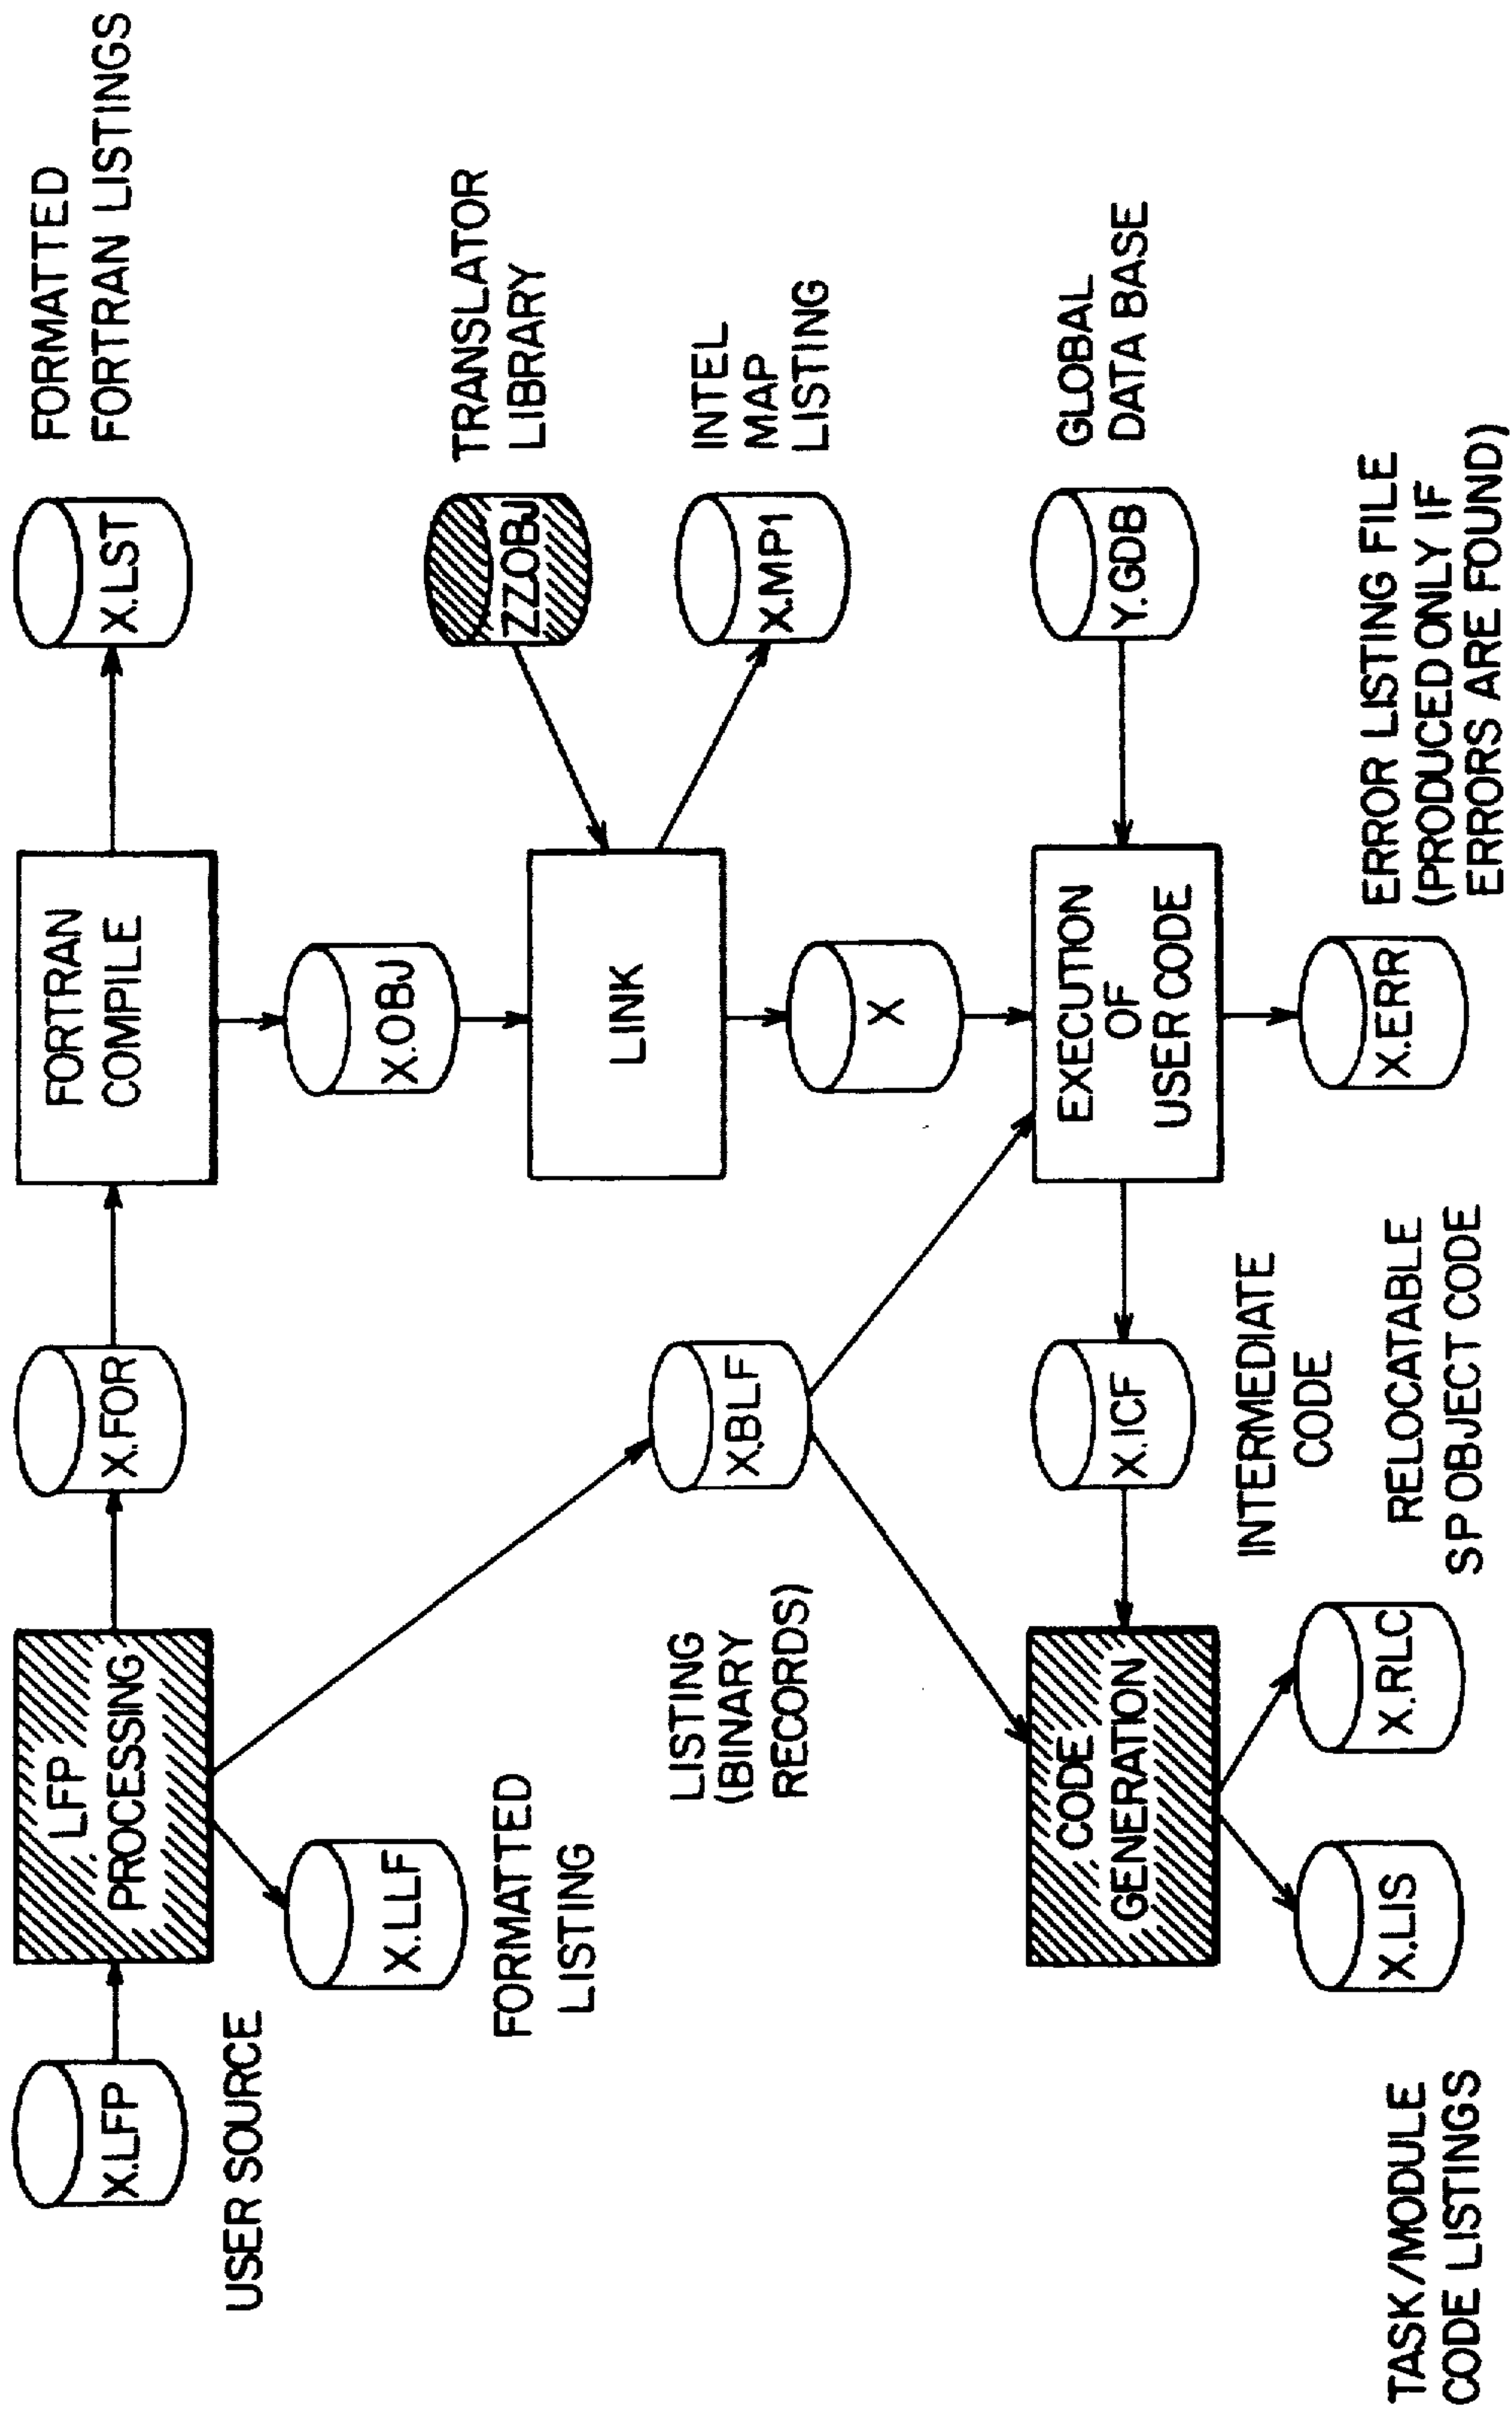 X.LFP
USER SOURCE
LFP
PROCESSING
X.FOR
FORTRAN
COMPILE
X.LST
FORMATTED
FORTRAN LISTINGS
X.LLF
FORMATTED
LISTING
X.OBJ
ZZOBJ
TRANSLATOR
LIBRARY
LINK
X.MP1
INTEL
MAP
LISTING
X.BLF
LISTING
(BINARY
RECORDS)
X
CODE
GENERATION
X.ICF
INTERMEDIATE
CODE
EXECUTION
OF
USER CODE
Y.GDB
GLOBAL
DATA BASE
X.LIS
TASK/MODULE
CODE LISTINGS
X.RLC
RELOCATABLE
SP OBJECT CODE
X.ERR
ERROR LISTING FILE
(PRODUCED ONLY IF
ERRORS ARE FOUND)